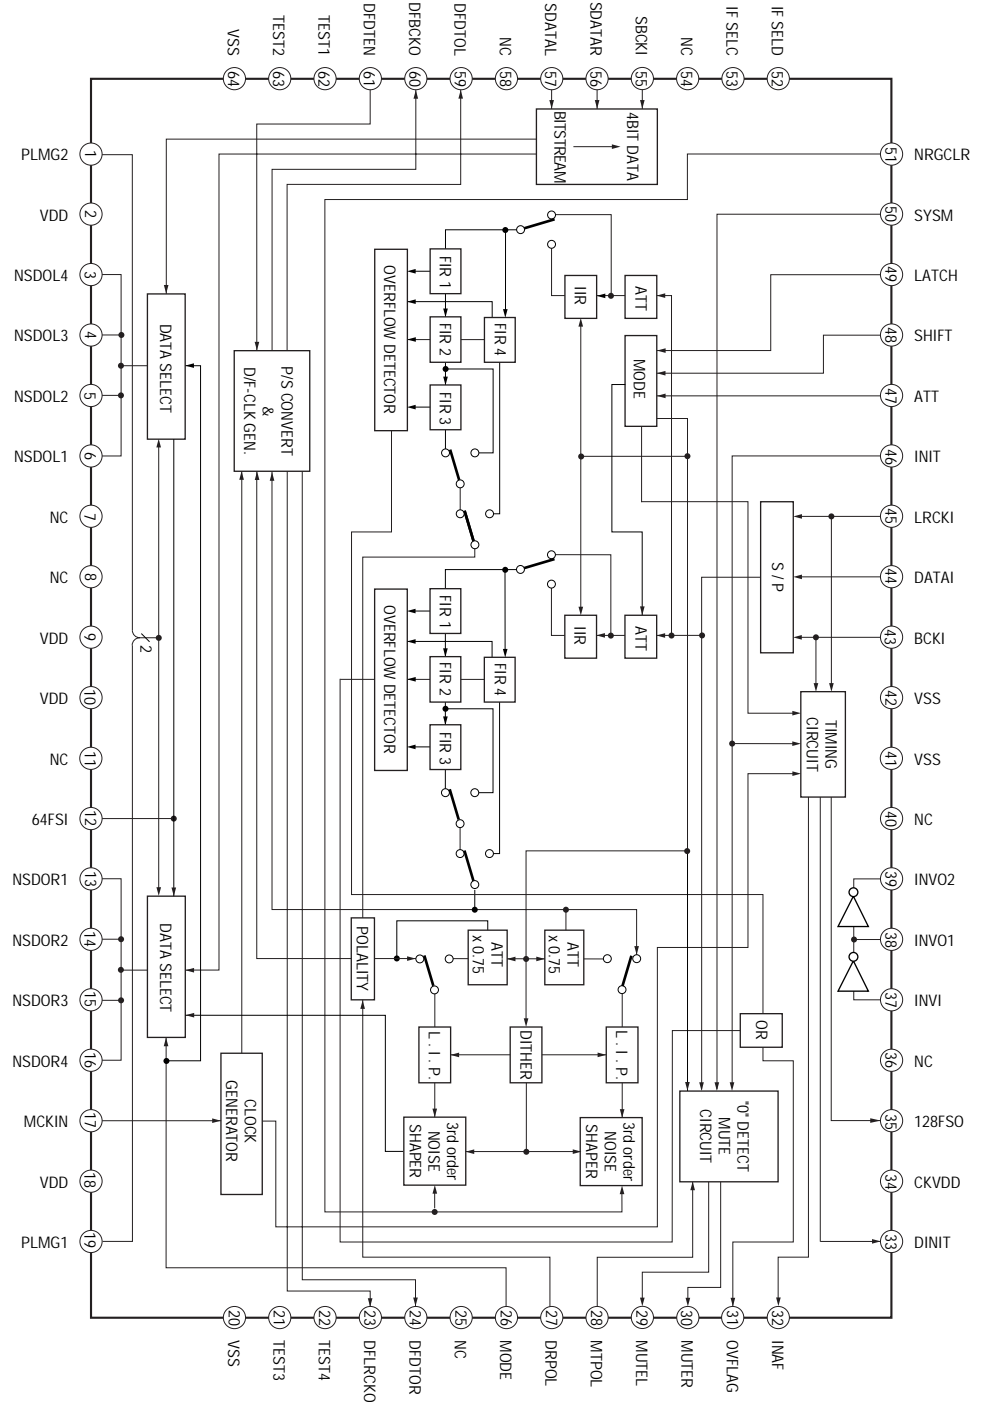 VSS
TEST2
TEST1
DFDTEN
DFBCKO
DFDTOL
NC
SDATAL
SDATAR
SBCKI
NC
IF SELC
IF SELD
64
63
62
61
60
59
58
57
56
55
54
53
52
PLMG2
1
VDD
2
NSDOL4
3
NSDOL3
4
NSDOL2
5
NSDOL1
6
NC
7
NC
8
VDD
9
VDD
10
NC
11
64FSI
12
NSDOR1
13
NSDOR2
14
NSDOR3
15
NSDOR4
16
MCKIN
17
VDD
18
PLMG1
19
51
NRGCLR
50
SYSM
49
LATCH
48
SHIFT
47
ATT
46
INIT
45
LRCKI
44
DATAI
43
BCKI
42
VSS
41
VSS
40
NC
39
INVO2
38
INVO1
37
INVI
36
NC
35
128FSO
34
CKVDD
33
DINIT
4BIT DATA
BITSTREAM
DATA SELECT
P/S CONVERT
&
D/F-CLK GEN.
OVERFLOW DETECTOR
FIR 1
FIR 2
FIR 3
FIR 4
IIR
ATT
MODE
S / P
2
OVERFLOW DETECTOR
FIR 1
FIR 2
FIR 3
FIR 4
IIR
ATT
TIMING
CIRCUIT
DATA SELECT
POLALITY
ATT
x 0.75
ATT
x 0.75
L . I . P.
DITHER
L . I . P.
OR
CLOCK
GENERATOR
3rd order
NOISE
SHAPER
3rd order
NOISE
SHAPER
"0" DETECT
MUTE
CIRCUIT
20
21
22
23
24
25
26
27
28
29
30
31
32
VSS
TEST3
TEST4
DFLRCKO
DFDTOR
NC
MODE
DRPOL
MTPOL
MUTEL
MUTER
OVFLAG
INAF